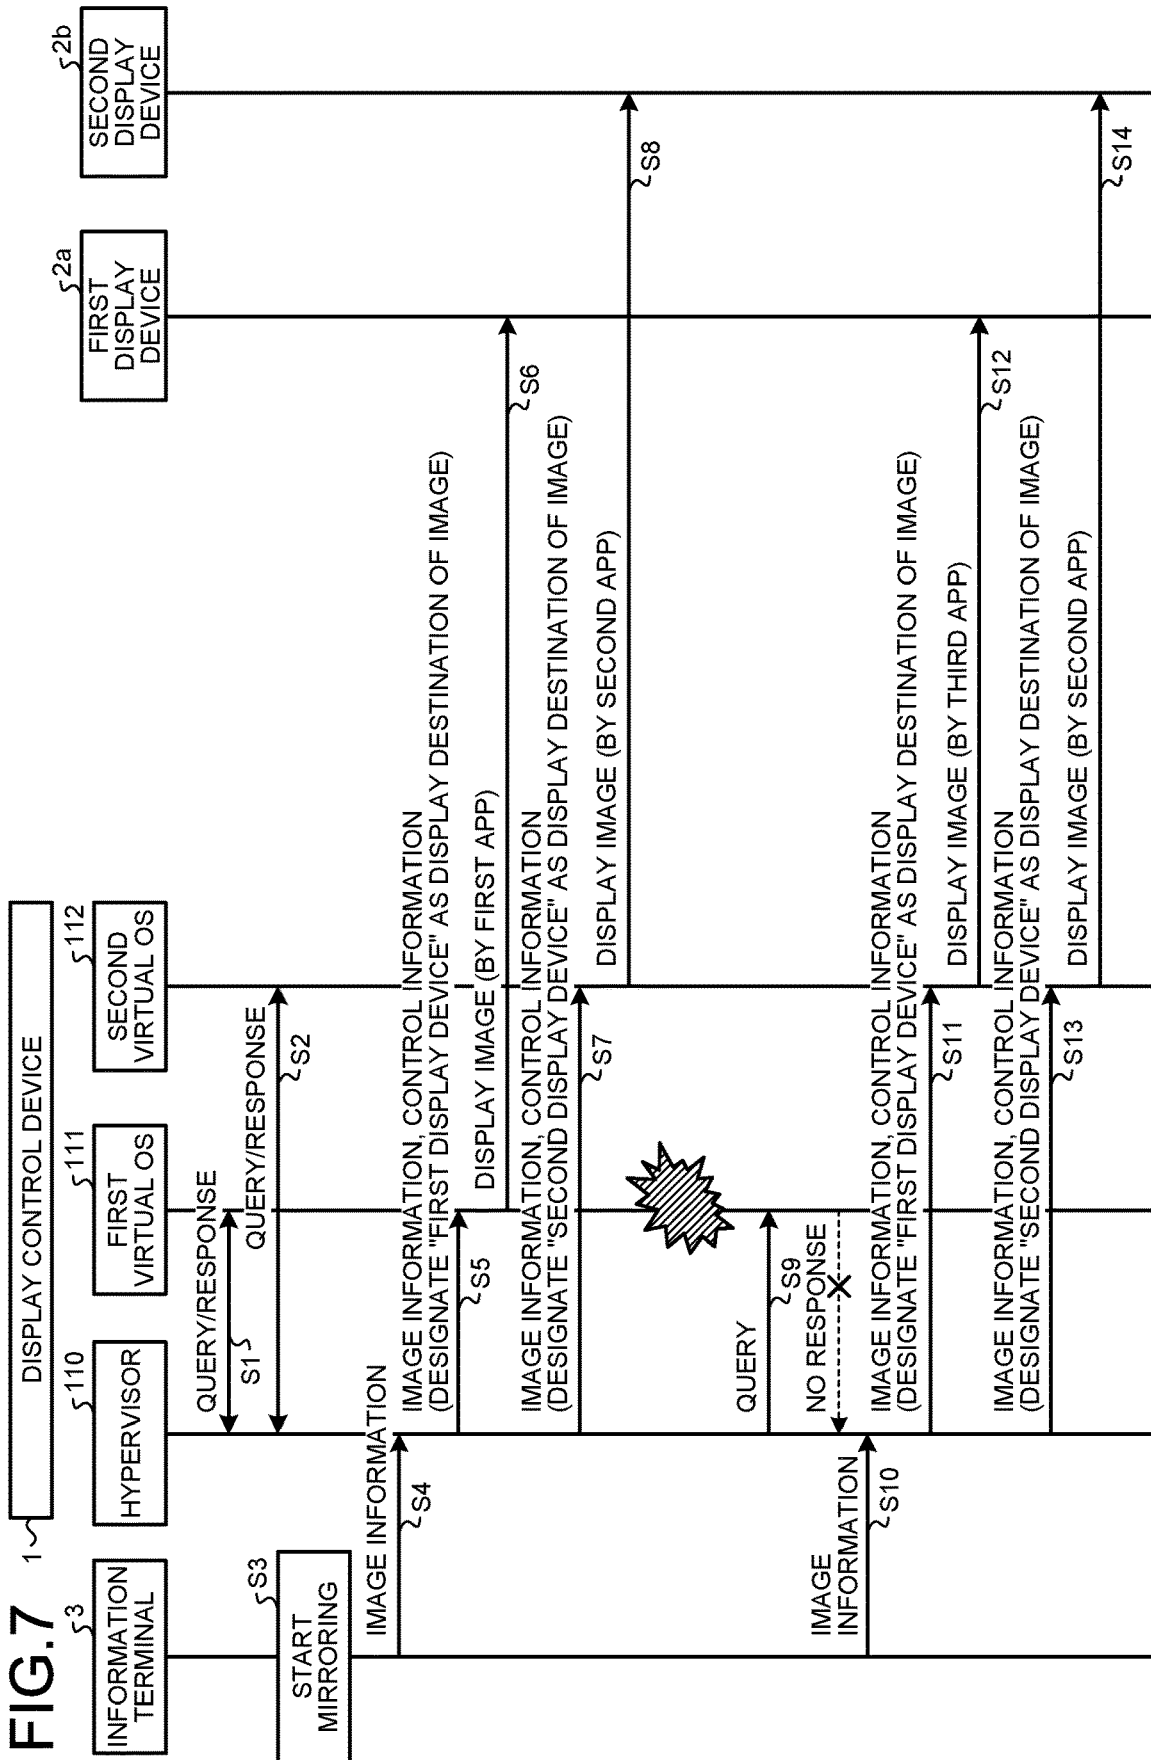 FIG.7
1
DISPLAY CONTROL DEVICE
3
INFORMATION
TERMINAL
110
HYPERVISOR
111
FIRST
VIRTUAL OS
112
SECOND
VIRTUAL OS
2a
FIRST
DISPLAY
DEVICE
2b
SECOND
DISPLAY
DEVICE
QUERY/RESPONSE
S1
QUERY/RESPONSE
S2
S3
START
MIRRORING
IMAGE INFORMATION
S4
IMAGE INFORMATION, CONTROL INFORMATION
(DESIGNATE "FIRST DISPLAY DEVICE" AS DISPLAY DESTINATION OF IMAGE)
S5
DISPLAY IMAGE (BY FIRST APP)
S6
IMAGE INFORMATION, CONTROL INFORMATION
(DESIGNATE "SECOND DISPLAY DEVICE" AS DISPLAY DESTINATION OF IMAGE)
S7
DISPLAY IMAGE (BY SECOND APP)
S8
QUERY
S9
NO RESPONSE
IMAGE
INFORMATION
S10
IMAGE INFORMATION, CONTROL INFORMATION
(DESIGNATE "FIRST DISPLAY DEVICE" AS DISPLAY DESTINATION OF IMAGE)
S11
DISPLAY IMAGE (BY THIRD APP)
S12
IMAGE INFORMATION, CONTROL INFORMATION
(DESIGNATE "SECOND DISPLAY DEVICE" AS DISPLAY DESTINATION OF IMAGE)
S13
DISPLAY IMAGE (BY SECOND APP)
S14